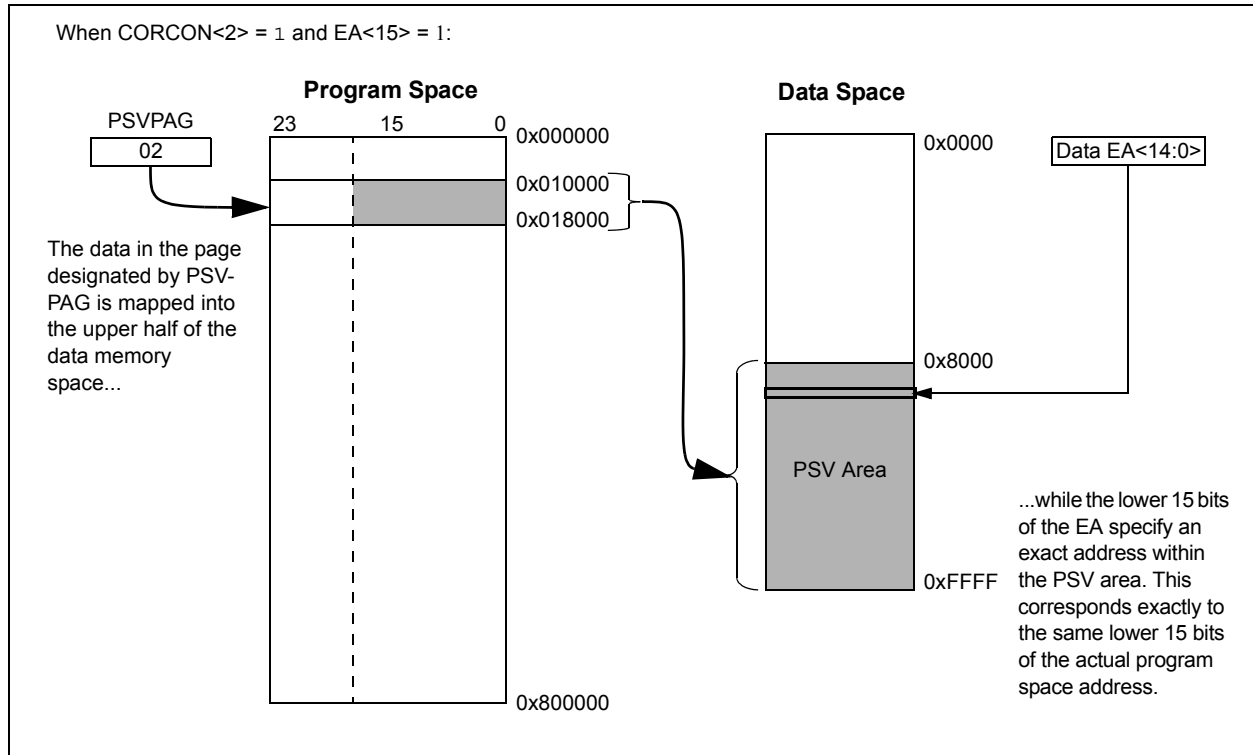 When CORCON<2> = 1 and EA<15> = 1:
Program Space
Data Space
PSVPAG
02
23 15 0
0x000000
0x010000
0x018000
0x800000
The data in the page
designated by PSV-
PAG is mapped into
the upper half of the
data memory
space...
0x0000
0x8000
0xFFFF
PSV Area
Data EA<14:0>
...while the lower 15 bits
of the EA specify an
exact address within
the PSV area. This
corresponds exactly to
the same lower 15 bits
of the actual program
space address.